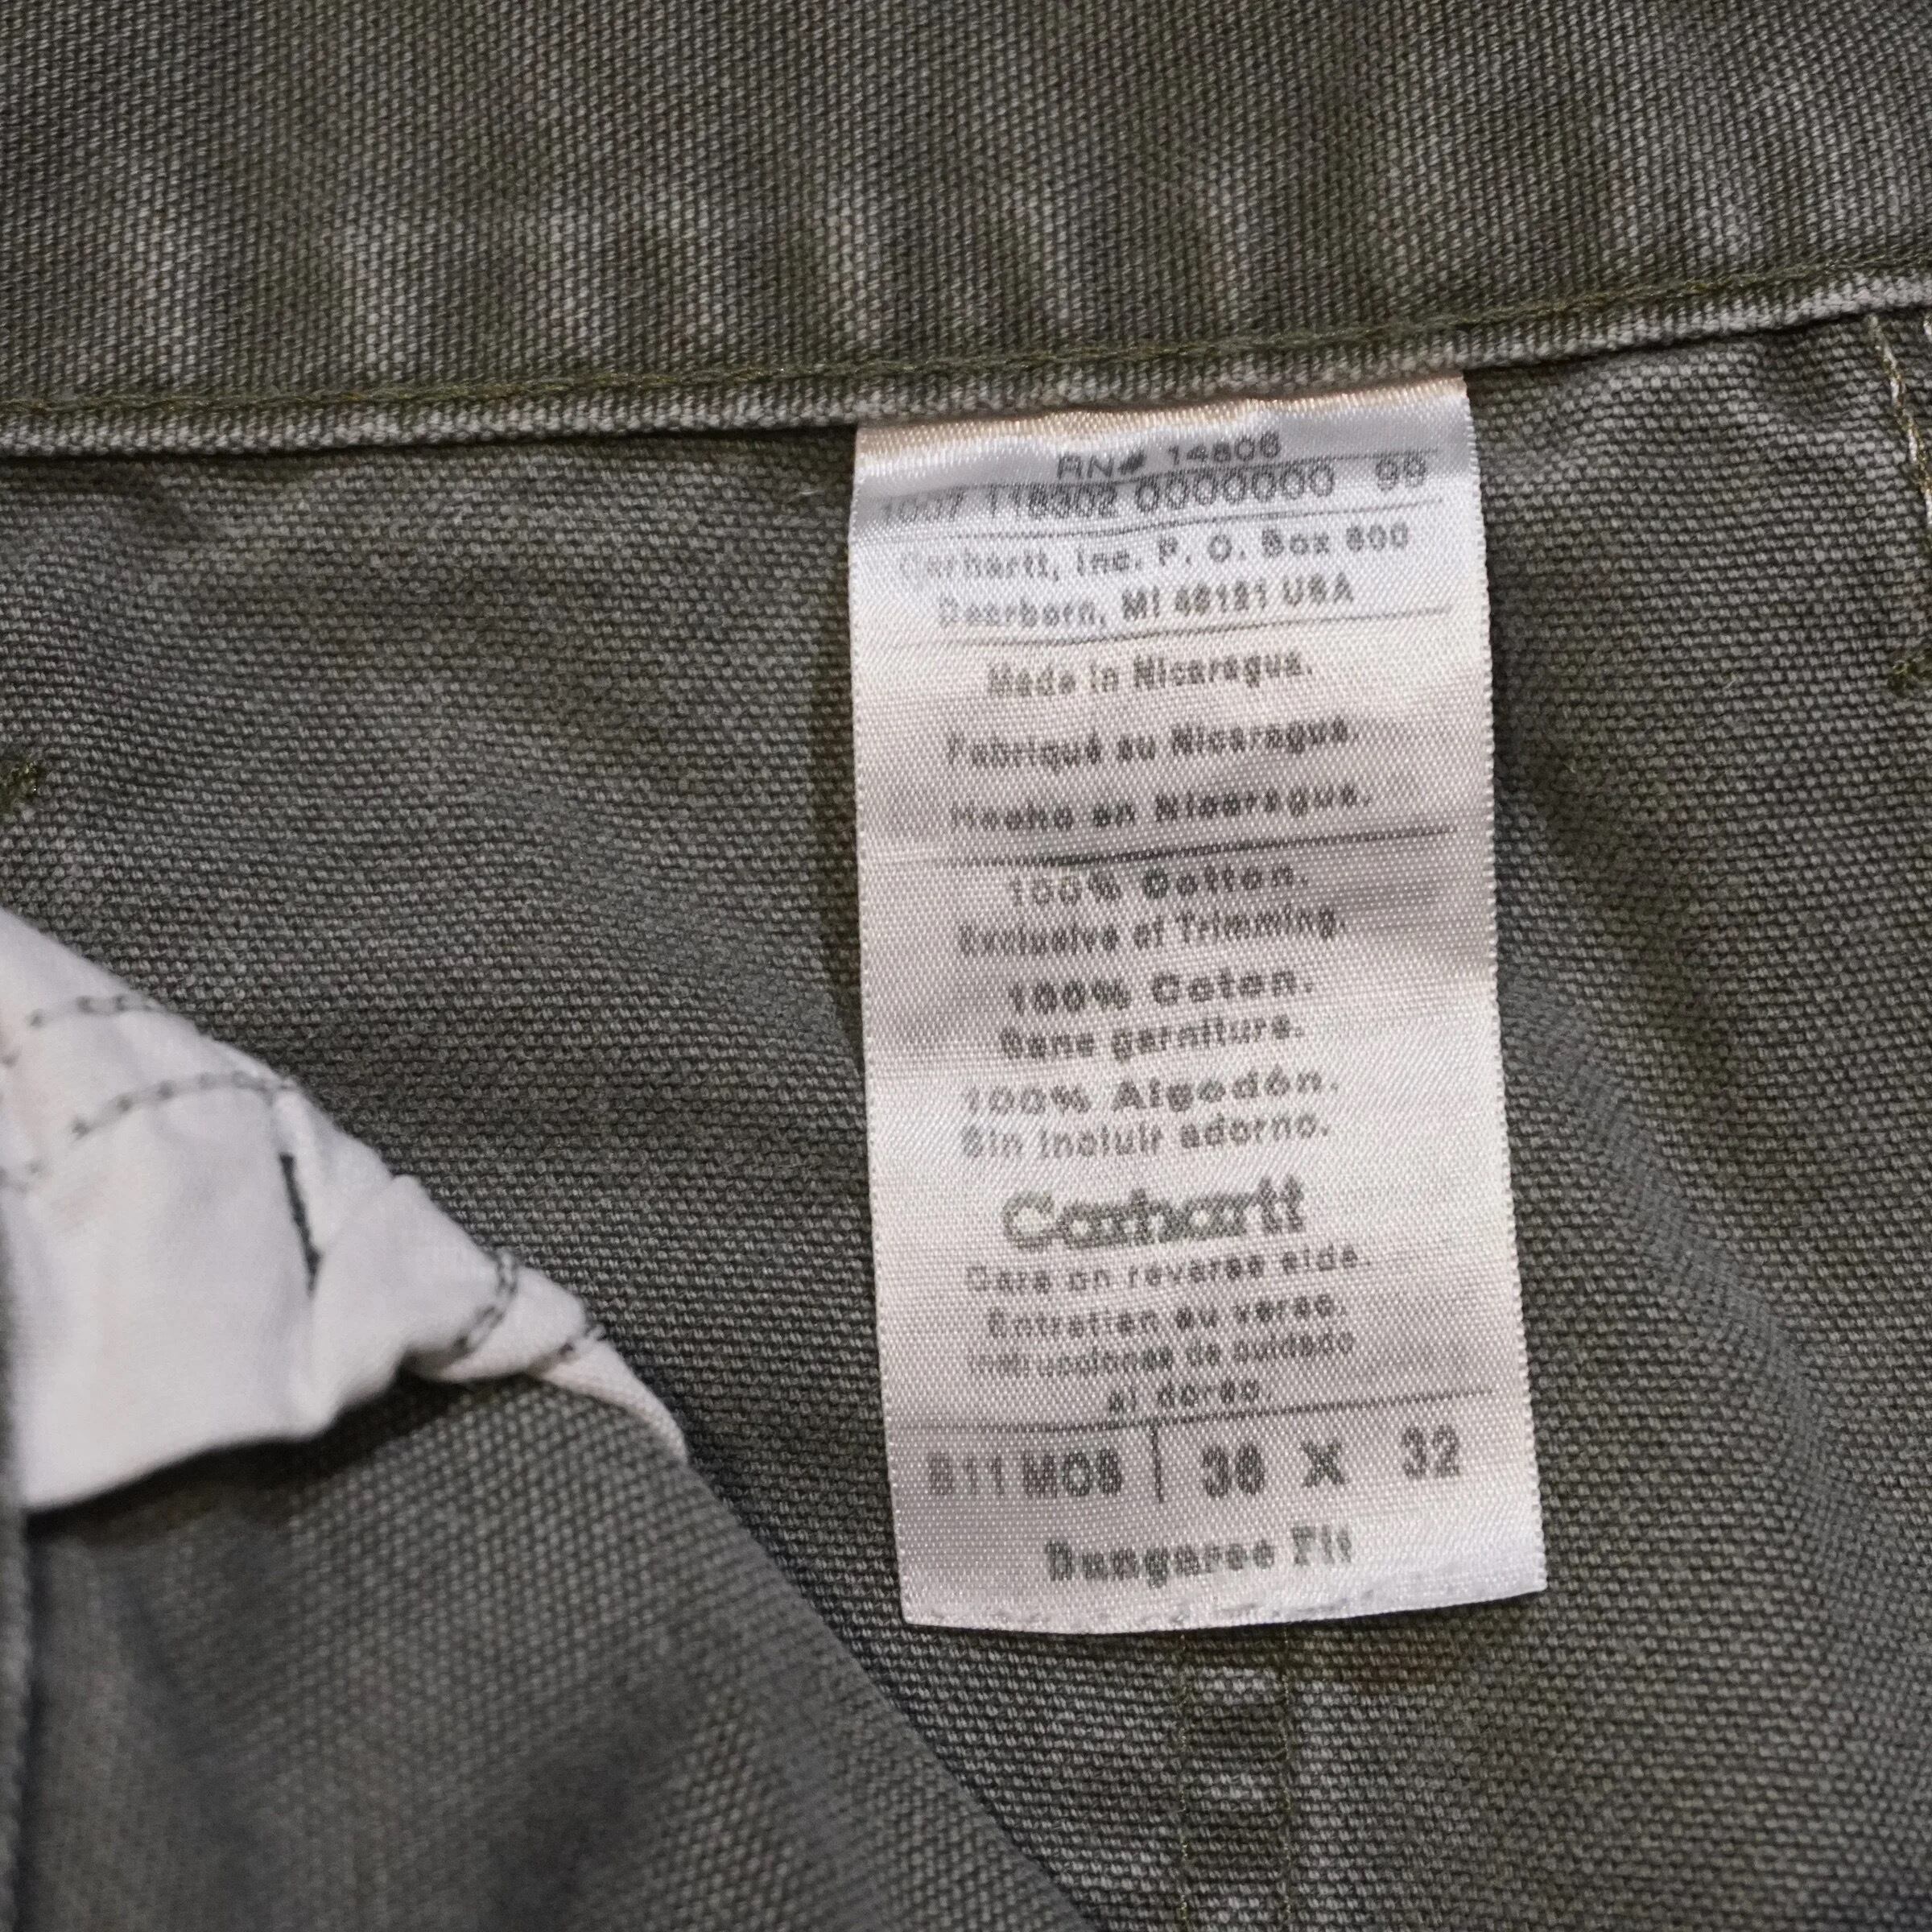 RN# 14806
1007 118302 0000000 00
Carhartt, Inc. P. O. Box 600
Dearborn, MI 48121 USA
Made in Nicaragua.
Fabriqué au Nicaragua.
Hecho en Nicaragua.
100% Cotton.
Exclusive of Trimming.
100% Coton.
Sans garniture.
100% Algodón.
Sin incluir adorno.
Carhartt
Care on reverse side.
Entretien au verso.
Instrucciones de cuidado
al dorso.
B11 MOS | 36 X 32
Dungaree Fit